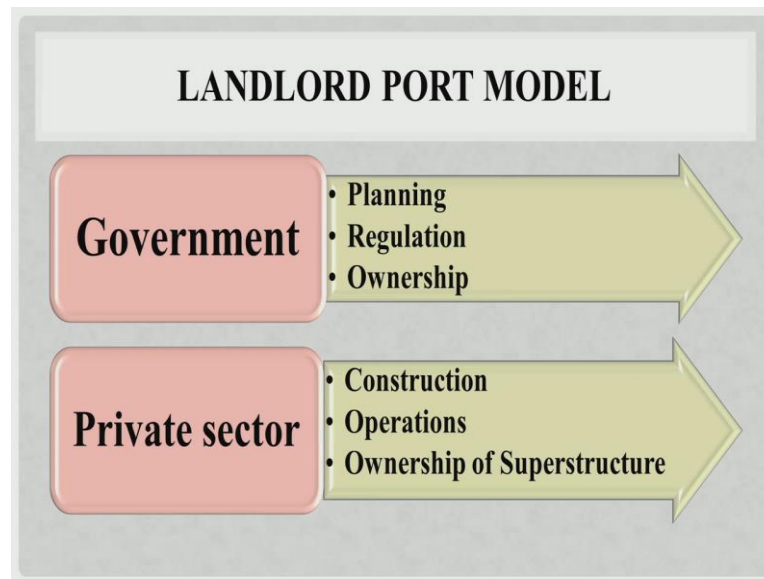 LANDLORD PORT MODEL
Government
• Planning
• Regulation
• Ownership
Private sector
• Construction
• Operations
• Ownership of Superstructure